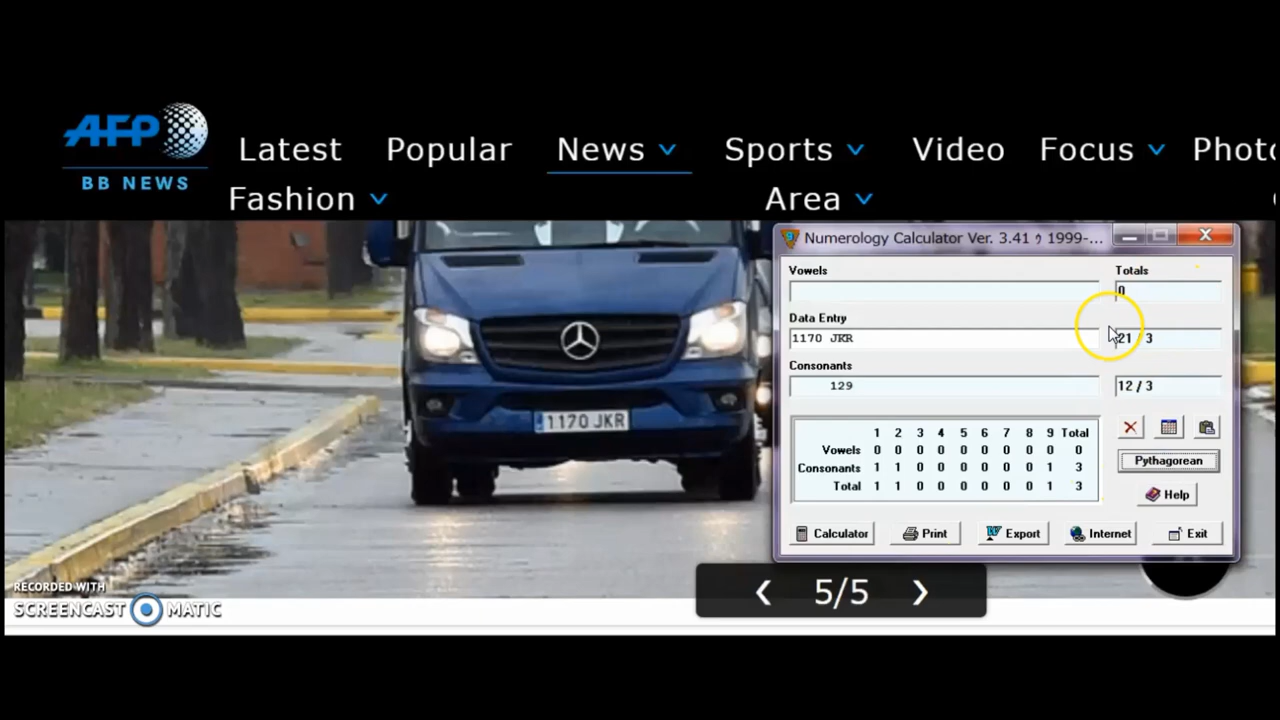 AFP
BB NEWS
Latest Popular News Sports Video Focus Photo
Fashion Area
Numerology Calculator Ver. 3.41 ｩ 1999-...
Vowels Totals
0
Data Entry
1170 JKR 21 / 3
Consonants
129 12 / 3
1 2 3 4 5 6 7 8 9 Total
Vowels 0 0 0 0 0 0 0 0 0 0
Consonants 1 1 0 0 0 0 0 0 1 3
Total 1 1 0 0 0 0 0 0 1 3
Pythagorean
Help
Calculator Print Export Internet Exit
1170 JKR
5/5
RECORDED WITH
SCREENCAST MATIC